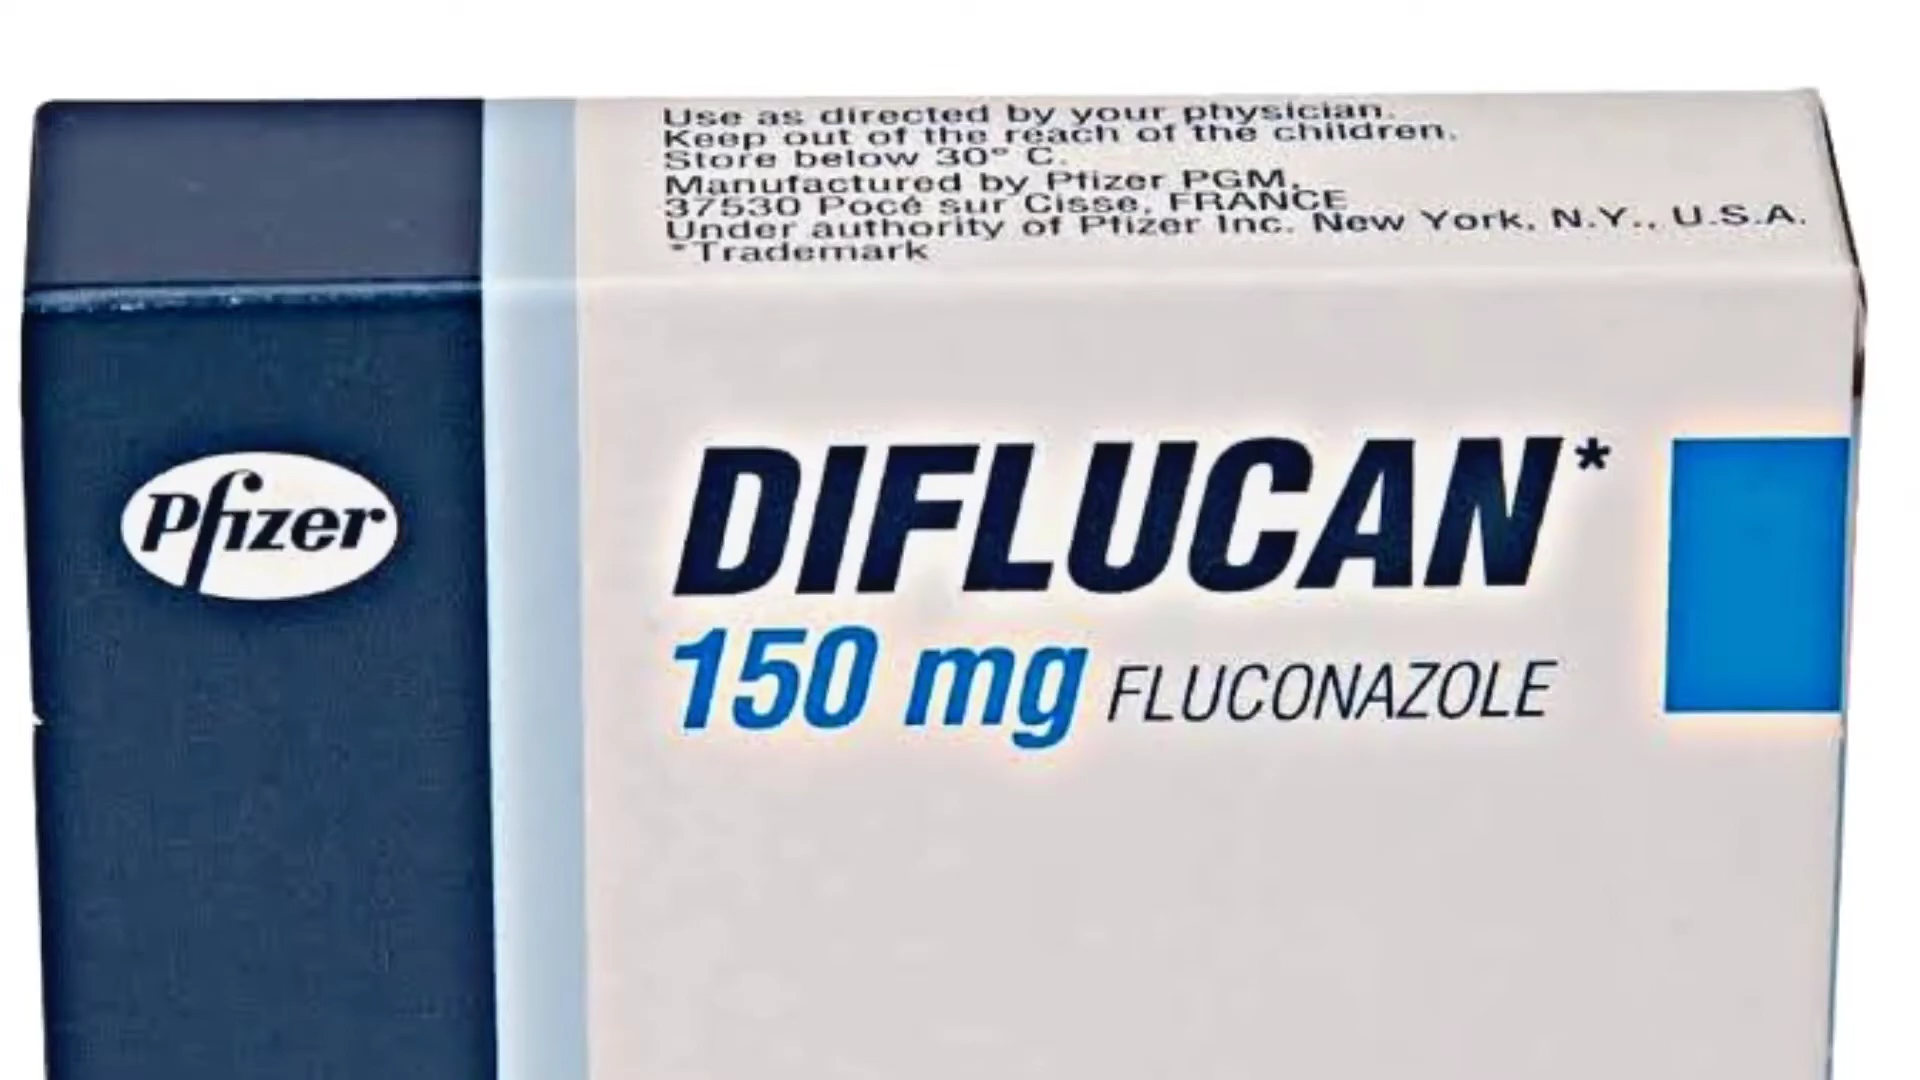 Use as directed by your physician.
Keep out of the reach of the children.
Store below 30° C.
Manufactured by Pfizer PGM,
37530 Pocé sur Cisse, FRANCE
Under authority of Pfizer Inc. New York, N.Y., U.S.A.
*Trademark
Pfizer
DIFLUCAN*
150 mg FLUCONAZOLE